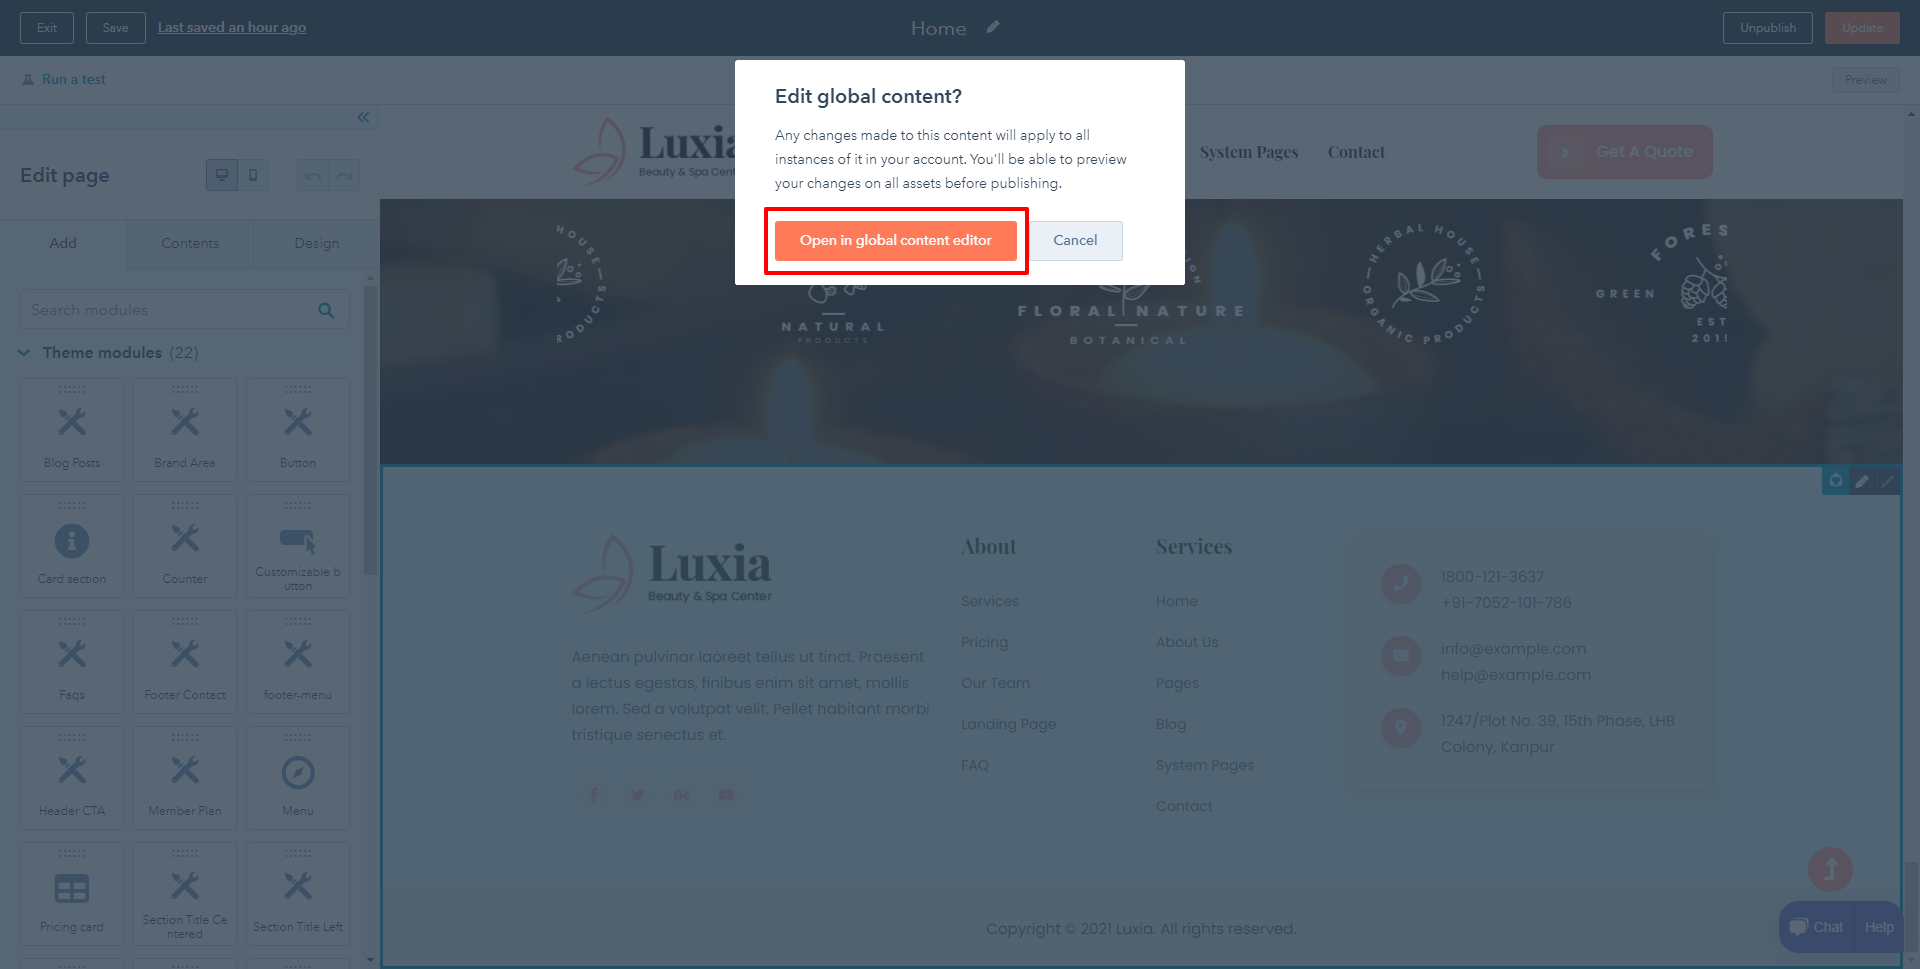 Exit
Save
Last saved an hour ago
Home
Unpublish
Update
Run a test
Preview
Edit global content?
Any changes made to this content will apply to all
instances of it in your account. You'll be able to preview
your changes on all assets before publishing.
Open in global content editor
Cancel
Luxia
Beauty & Spa Cent
System Pages
Contact
Get A Quote
Edit page
Add
Contents
Design
Search modules
Theme modules (22)
Blog Posts
Brand Area
Button
Card section
Counter
Customizable b
utton
Faqs
Footer Contact
footer-menu
Header CTA
Member Plan
Menu
Pricing card
Section Title Ce
ntered
Section Title Left
HOUSE
PRODUCTS
NATURAL
PRODUCTS
FLORAL NATURE
BOTANICAL
HERBAL HOUSE
ORGANIC PRODUCTS
FORES
GREEN
EST
2019
Luxia
Beauty & Spa Center
Aenean pulvinar laoreet tellus ut tinct. Praesent
a lectus egestas, finibus enim sit amet, mollis
lorem. Sed a volutpat velit. Pellet habitant morbi
tristique senectus et.
About
Services
Pricing
Our Team
Landing Page
FAQ
Services
Home
About Us
Pages
Blog
System Pages
Contact
1800-121-3637
+91-7052-101-786
info@example.com
help@example.com
1247/Plot No. 39, 15th Phase, LHB
Colony, Kanpur
Copyright © 2021 Luxia. All rights reserved.
Chat
Help